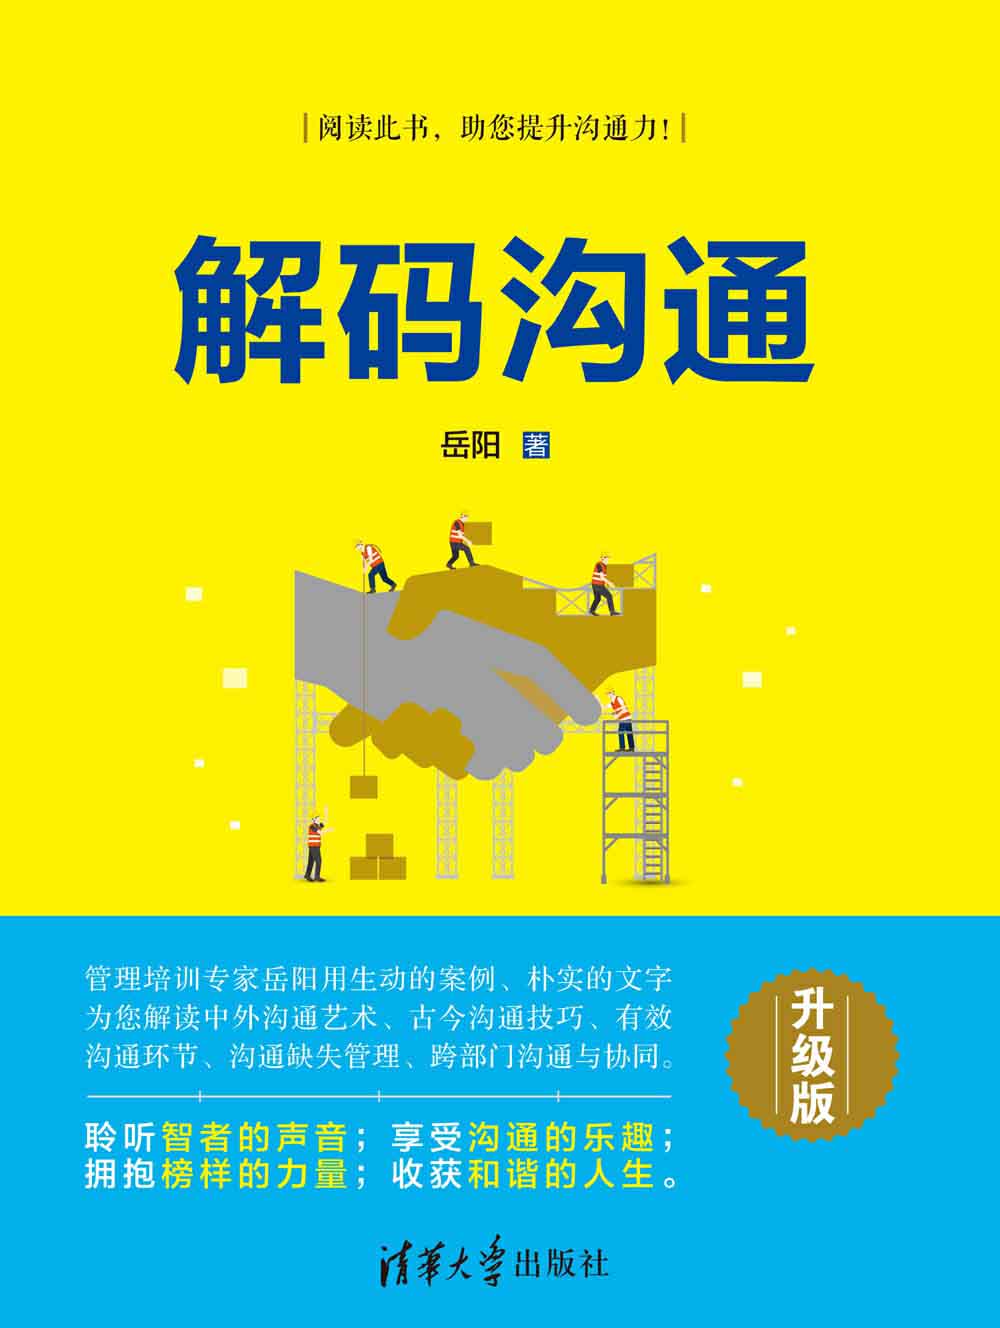 阅读此书，助您提升沟通力！
解码沟通
岳阳 著
管理培训专家岳阳用生动的案例、朴实的文字
为您解读中外沟通艺术、古今沟通技巧、有效
沟通环节、沟通缺失管理、跨部门沟通与协同。
升级版
聆听智者的声音；享受沟通的乐趣；
拥抱榜样的力量；收获和谐的人生。
清华大学出版社